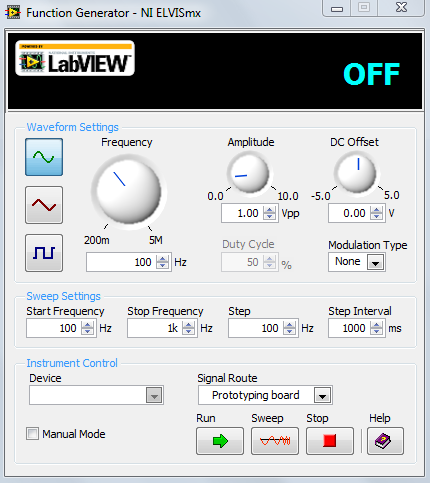 Function Generator - NI ELVISmx
POWERED BY
NATIONAL INSTRUMENTS
LabVIEW™
OFF
Waveform Settings
Frequency
Amplitude
DC Offset
0.0 10.0
-5.0 5.0
200m 5M
1.00 Vpp
0.00 V
100 Hz
Duty Cycle
50 %
Modulation Type
None
Sweep Settings
Start Frequency Stop Frequency Step Step Interval
100 Hz 1k Hz 100 Hz 1000 ms
Instrument Control
Device
Signal Route
Prototyping board
Manual Mode
Run Sweep Stop Help